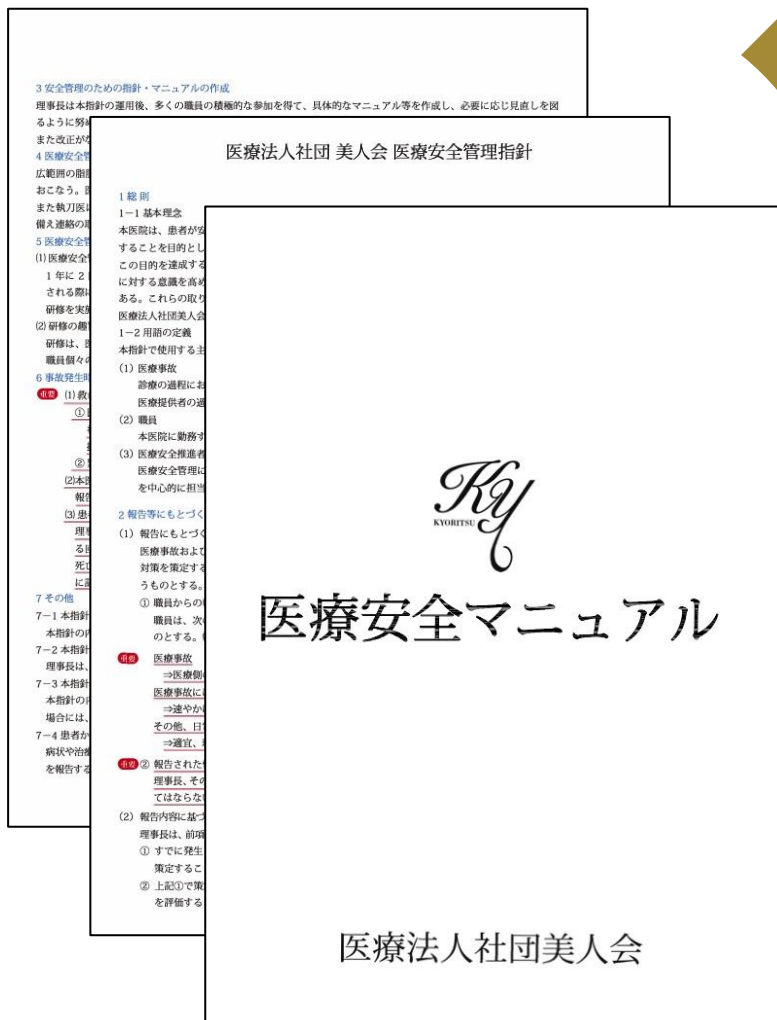 3 安全管理のための指針・マニュアルの作成
理事長は本指針の運用後、多くの職員の積極的な参加を得て、具体的なマニュアル等を作成し、必要に応じ見直しを図
るように努め
また改正が
4 医療安全管
広範囲の脂肪
おこなう。
また執刀医
備え連絡の
5 医療安全
(1) 医療安全
1 年に 2
される際
研修を実施
(2) 研修の趣
研修は、
職員個々の
6 事故発生時
重要 (1) 救
①
②
(2)本医
報告
(3) 患
理事
る
死亡
に
7 その他
7－1 本指針
本指針の内
7－2 本指針
理事長は、
7－3 本指針
本指針の内
場合には、
7－4 患者か
病状や治療
を報告する
医療法人社団 美人会 医療安全管理指針
1 総 則
1－1 基本理念
本医院は、患者が安
することを目的とし
この目的を達成する
に対する意識を高め
ある。これらの取り
医療法人社団美人会
1－2 用語の定義
本指針で使用する主
(1) 医療事故
診療の過程にお
医療提供者の過
(2) 職員
本医院に勤務す
(3) 医療安全推進者
医療安全管理に
を中心的に担当
2 報告等にもとづく
(1) 報告にもとづく
医療事故およ
対策を策定する
うものとする。
① 職員からの
職員は、次
のとする。
重要 医療事故
⇒医療側
医療事故に
⇒速やか
その他、日
⇒適宜、
重要 ② 報告された
理事長、その
てはならない
(2) 報告内容に基づ
理事長は、前項
① すでに発生
策定するこ
② 上記①で策
を評価する
Ky
KYORITSU
医療安全マニュアル
医療法人社団美人会